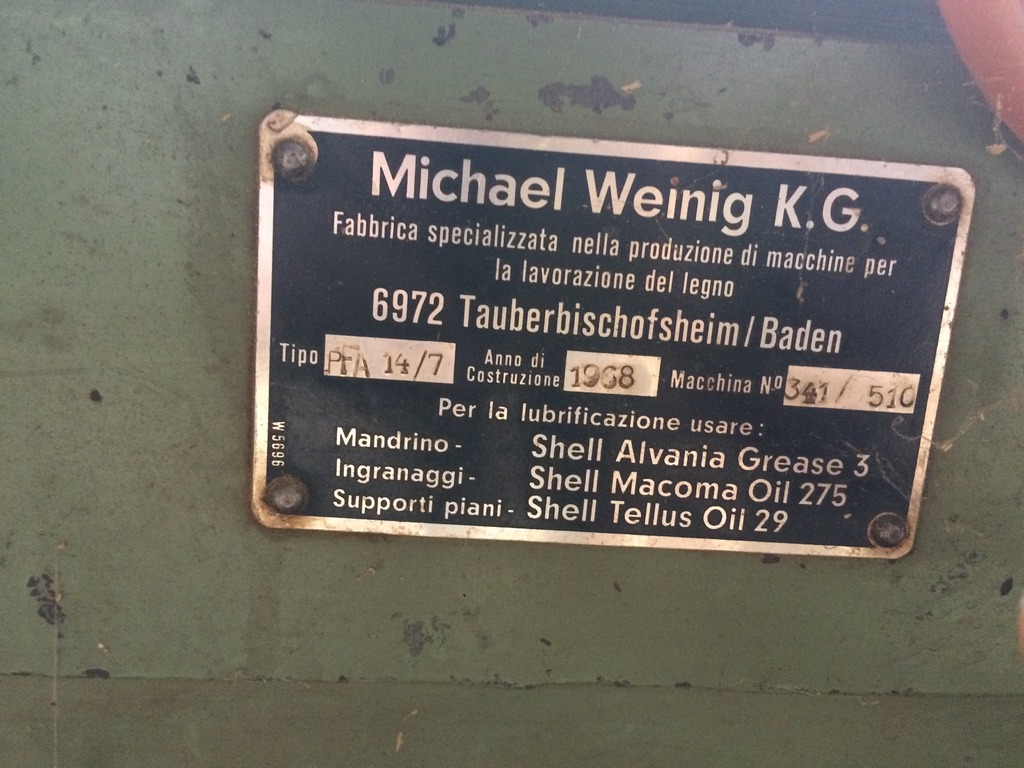 Michael Weinig K.G.
Fabbrica specializzata nella produzione di macchine per
la lavorazione del legno
6972 Tauberbischofsheim/Baden
Tipo PFA 14/7 Anno di Costruzione 1968 Macchina Nº 341/ 510
Per la lubrificazione usare:
Mandrino - Shell Alvania Grease 3
Ingranaggi - Shell Macoma Oil 275
Supporti piani - Shell Tellus Oil 29
W5696